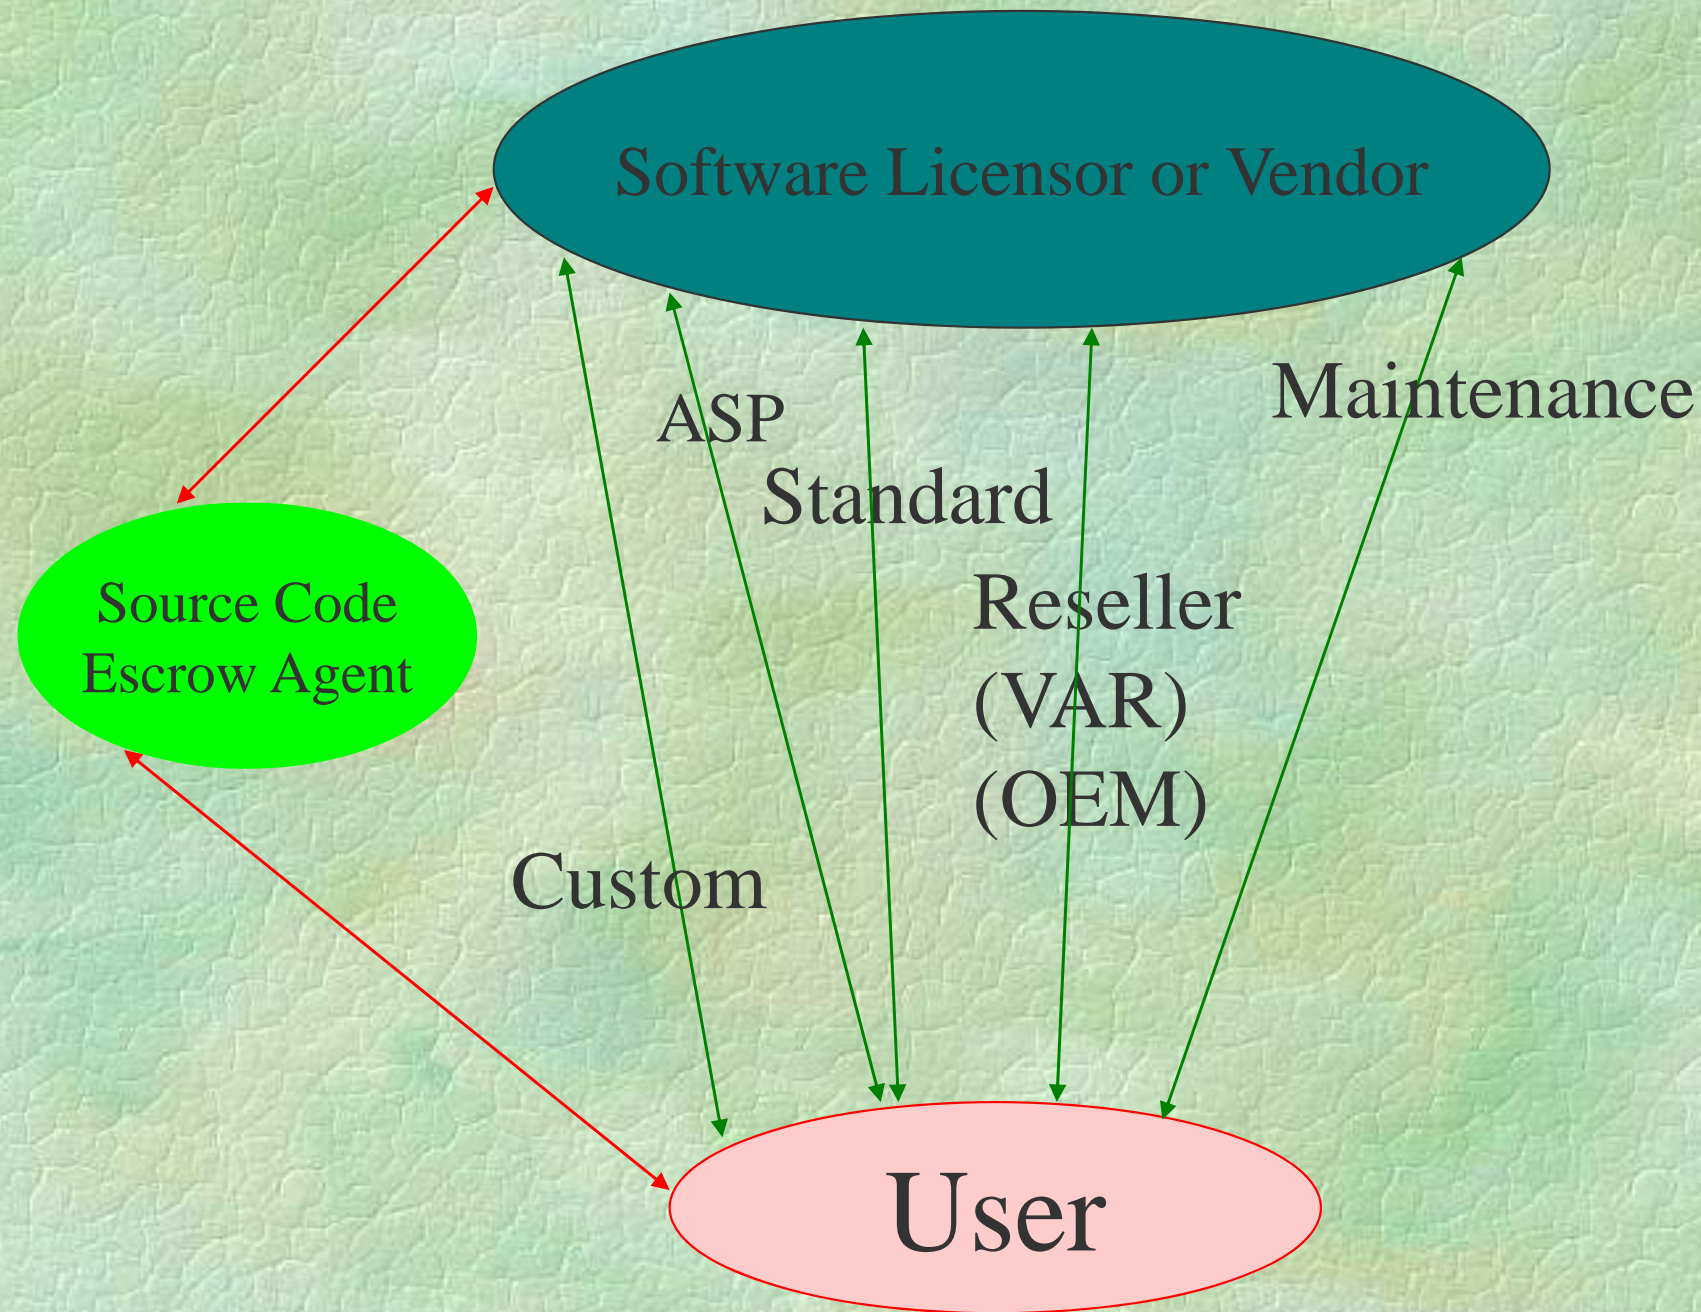 Software Licensor or Vendor
Maintenance
ASP
Standard
Reseller
(VAR)
(OEM)
Source Code
Escrow Agent
Custom
User